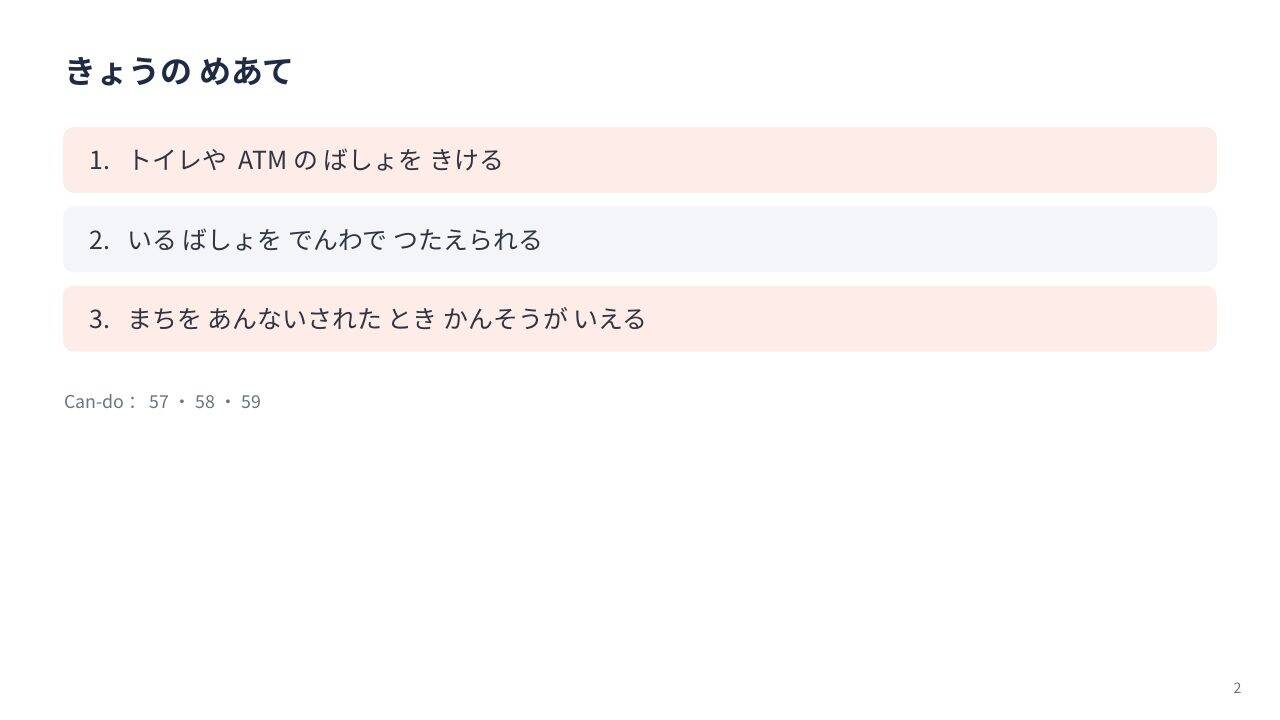 きょうの めあて
1. トイレや ATM の ばしょを きける
2. いる ばしょを でんわで つたえられる
3. まちを あんないされた とき かんそうが いえる
Can-do： 57 ・ 58 ・ 59
2